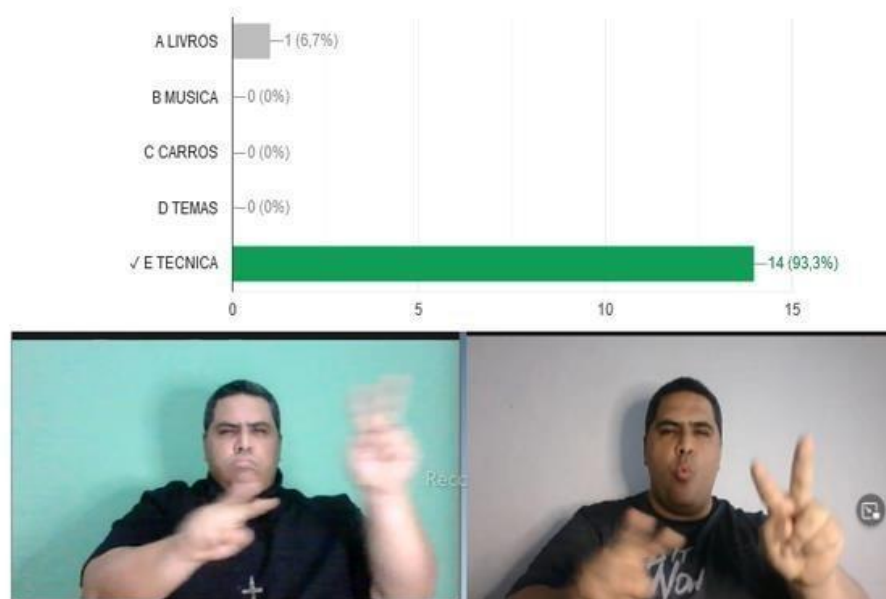 A LIVROS 1 (6,7%)
B MUSICA 0 (0%)
C CARROS 0 (0%)
D TEMAS 0 (0%)
✓ E TECNICA 14 (93,3%)
0 5 10 15
Now